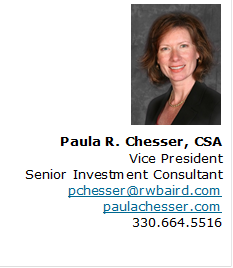 Paula R. Chesser, CSA
Vice President
Senior Investment Consultant
pchesser@rwbaird.com
paulachesser.com
330.664.5516